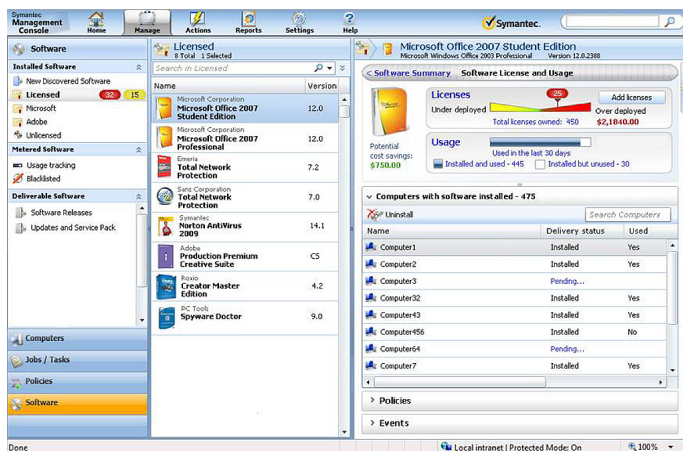 Symantec
Management
Console
Home
Manage
Actions
Reports
Settings
Help
Symantec.
Software
Installed Software
New Discovered Software
Licensed 32 15
Microsoft
Adobe
Unlicensed
Metered Software
Usage tracking
Blacklisted
Deliverable Software
Software Releases
Updates and Service Pack
Computers
Jobs / Tasks
Policies
Software
Licensed
8 Total 1 Selected
Search in Licensed
Name Version
Microsoft Corporation
Microsoft Office 2007 12.0
Student Edition
Microsoft Corporation
Microsoft Office 2007 12.0
Professional
Emeria
Total Network 7.2
Protection
Sans Corporation
Total Network 7.0
Protection
Symantec
Norton AntiVirus 14.1
2009
Adobe
Production Premium CS
Creative Suite
Roxio
Creator Master 4.2
Edition
PC Tools
Spyware Doctor 9.0
Microsoft Office 2007 Student Edition
Microsoft Windows Office 2003 Professional Version 12.0.2388
< Software Summary Software License and Usage
Potential
cost savings:
$750.00
Licenses -25 Add licenses
Under deployed Over deployed
Total licenses owned: 450 $2,1840.00
Usage
Used in the last 30 days
Installed and used - 445 Installed but unused - 30
Computers with software installed - 475
Uninstall Search Computers
Name Delivery status Used
Computer1 Installed Yes
Computer2 Installed Yes
Computer3 Pending...
Computer32 Installed Yes
Computer43 Installed Yes
Computer456 Installed No
Computer64 Pending...
Computer7 Installed Yes
Policies
Events
Done Local intranet | Protected Mode: On 100%